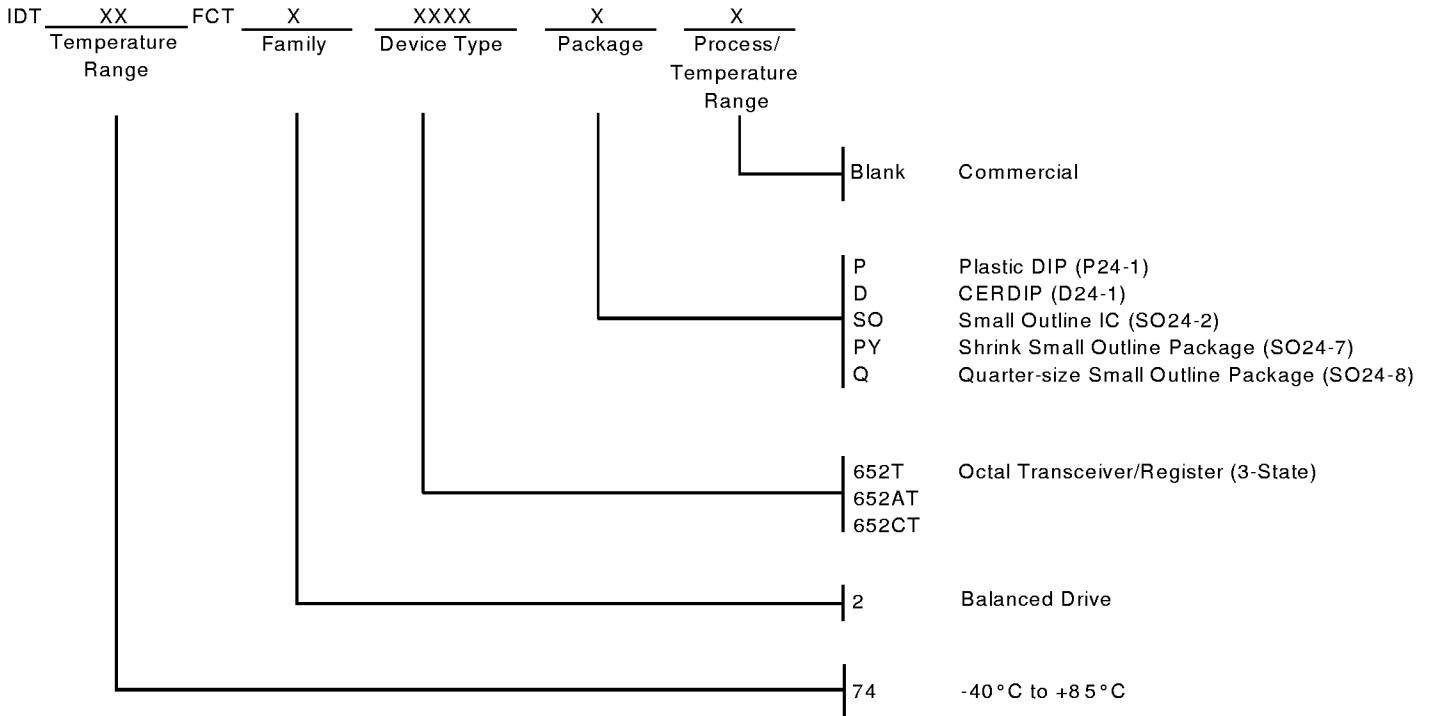 IDT XX FCT X XXXX X X
Temperature Range
Family
Device Type
Package
Process/ Temperature Range
Blank Commercial
P Plastic DIP (P24-1)
D CERDIP (D24-1)
SO Small Outline IC (SO24-2)
PY Shrink Small Outline Package (SO24-7)
Q Quarter-size Small Outline Package (SO24-8)
652T Octal Transceiver/Register (3-State)
652AT
652CT
2 Balanced Drive
74 -40°C to +85°C